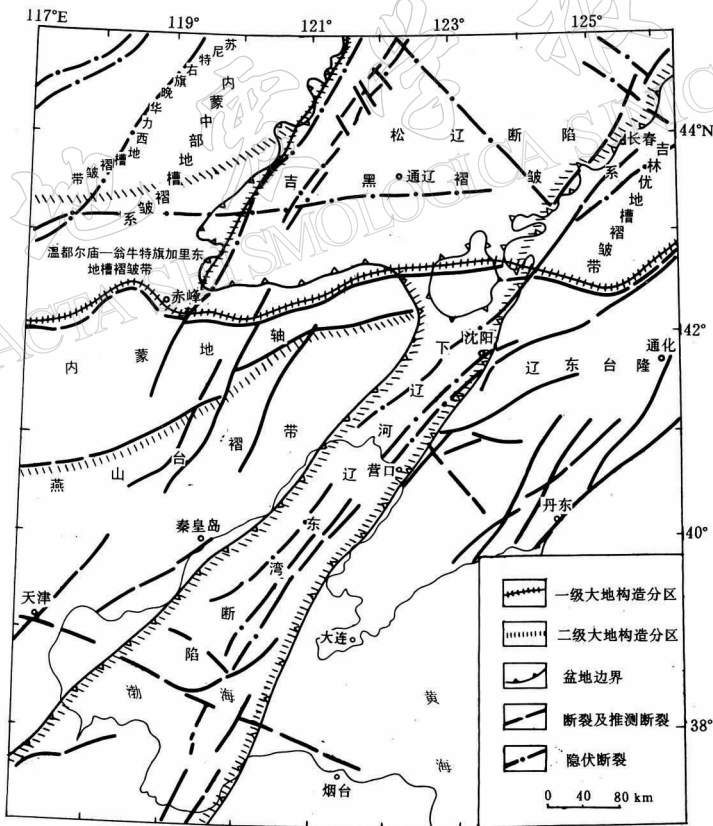 117°E
119°
121°
123°
125°
44°N
42°
40°
38°
苏尼特右旗晚华力西地槽褶皱带
内蒙中部地槽褶皱系
松辽断陷
吉黑褶皱系
通辽
长春
吉林优地槽褶皱带
温都尔庙—翁牛特旗加里东
地槽褶皱带
赤峰
内蒙地轴
沈阳
通化
辽东台隆
下辽河
辽东湾断陷
燕山台褶带
营口
丹东
秦皇岛
天津
大连
渤海
黄海
烟台
一级大地构造分区
二级大地构造分区
盆地边界
断裂及推测断裂
隐伏断裂
0 40 80 km
ACTA SEISMOLOGICA SINICA